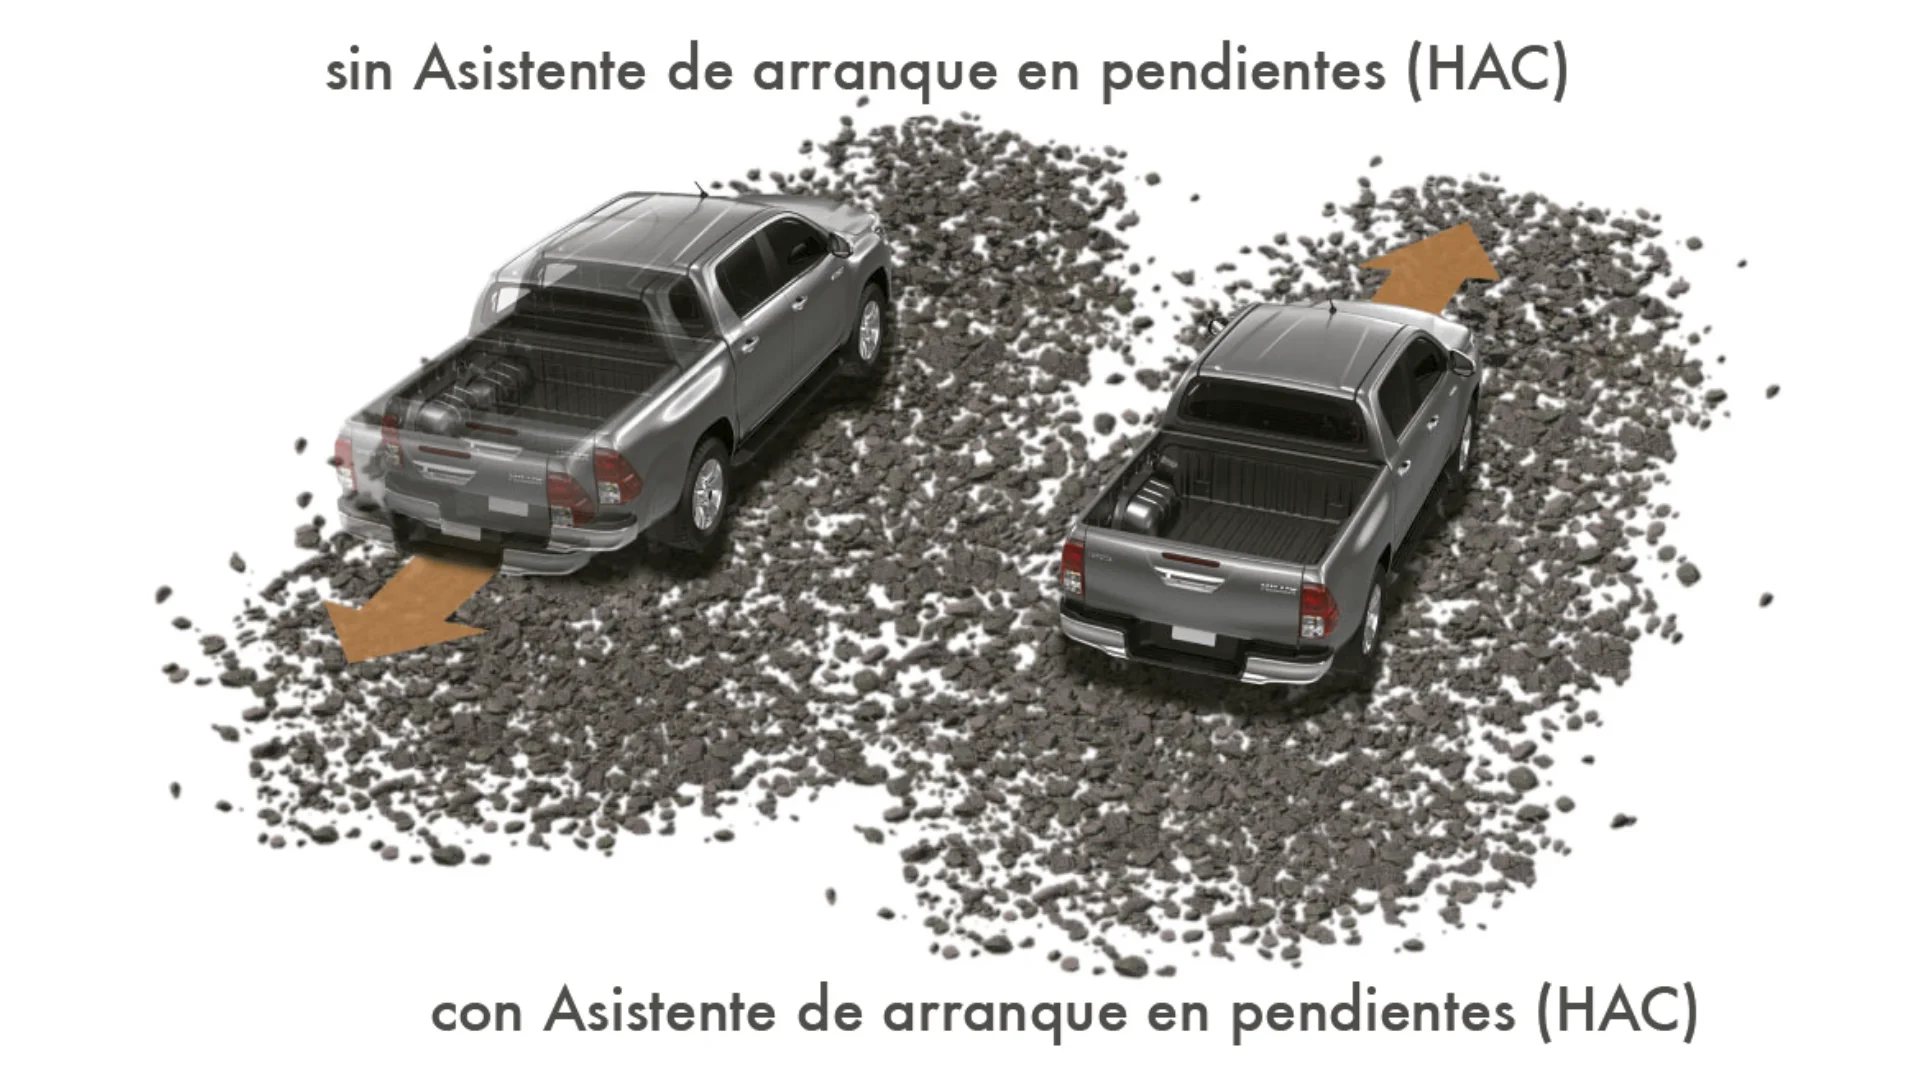 sin Asistente de arranque en pendientes (HAC)
con Asistente de arranque en pendientes (HAC)